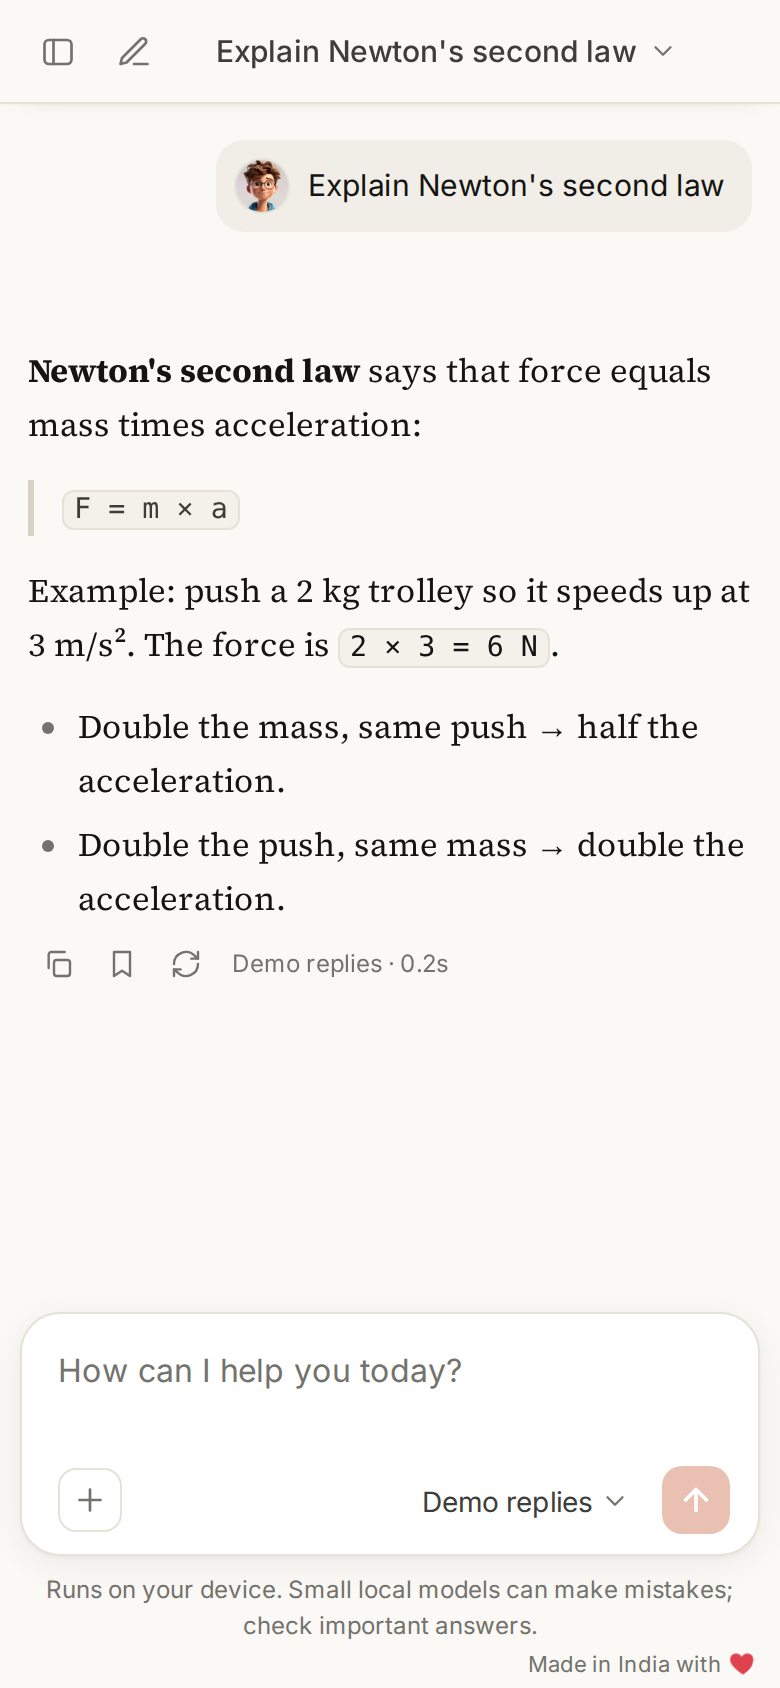 Explain Newton's second law
Explain Newton's second law
Newton's second law says that force equals
mass times acceleration:
F = m × a
Example: push a 2 kg trolley so it speeds up at
3 m/s². The force is 2 × 3 = 6 N.
• Double the mass, same push → half the
acceleration.
• Double the push, same mass → double the
acceleration.
Demo replies · 0.2s
How can I help you today?
Demo replies
Runs on your device. Small local models can make mistakes;
check important answers.
Made in India with ❤️